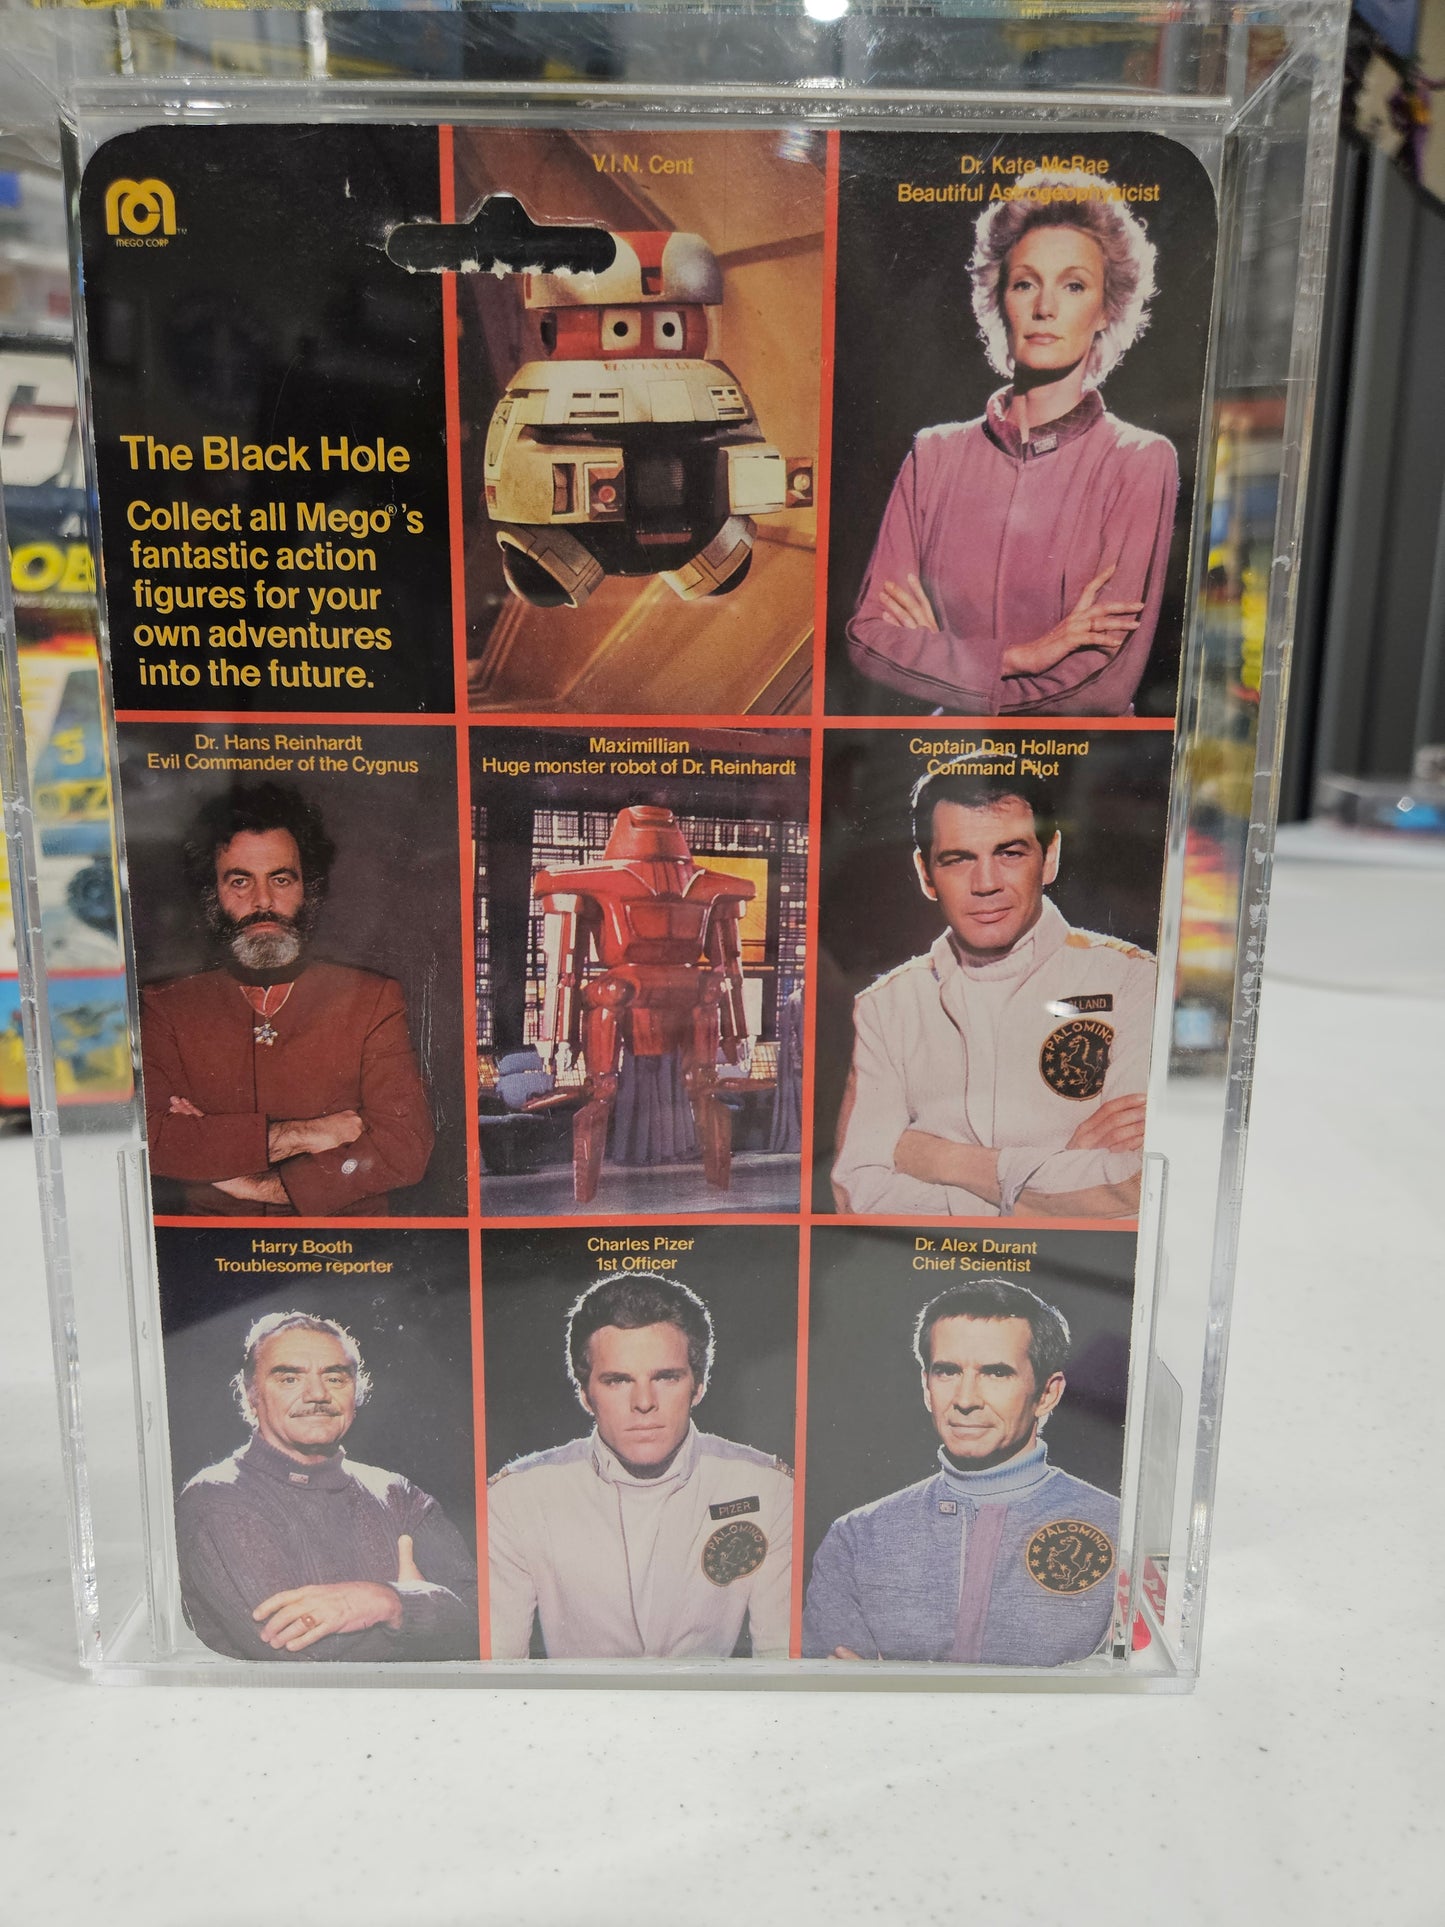 MEGO CORP
TM
The Black Hole
Collect all Mego®'s
fantastic action
figures for your
own adventures
into the future.
V.I.N. Cent
Dr. Kate McRae
Beautiful Astrogeophysicist
Dr. Hans Reinhardt
Evil Commander of the Cygnus
Maximillian
Huge monster robot of Dr. Reinhardt
Captain Dan Holland
Command Pilot
PALOMINO
Harry Booth
Troublesome reporter
Charles Pizer
1st Officer
PIZER
PALOMINO
Dr. Alex Durant
Chief Scientist
PALOMINO